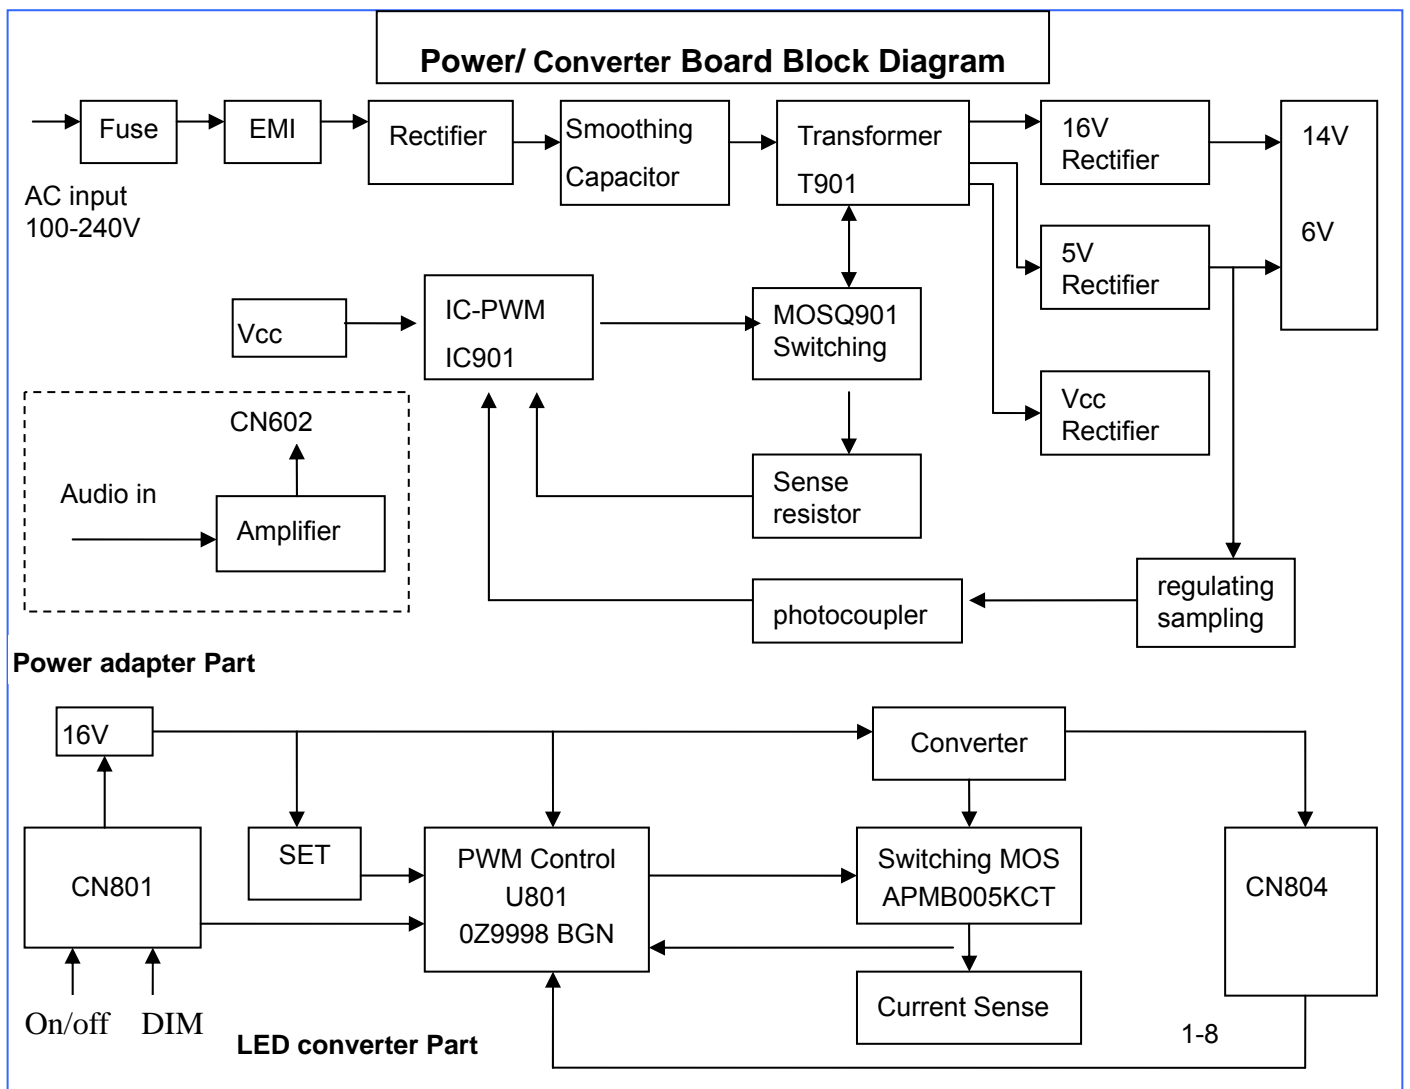 Power/ Converter Board Block Diagram
Fuse
EMI
Rectifier
Smoothing
Capacitor
Transformer
T901
16V
Rectifier
14V
6V
AC input
100-240V
5V
Rectifier
Vcc
IC-PWM
IC901
MOSQ901
Switching
Vcc
Rectifier
CN602
Audio in
Amplifier
Sense
resistor
photocoupler
regulating
sampling
Power adapter Part
16V
Converter
CN801
SET
PWM Control
U801
0Z9998 BGN
Switching MOS
APMB005KCT
CN804
Current Sense
On/off
DIM
LED converter Part
1-8